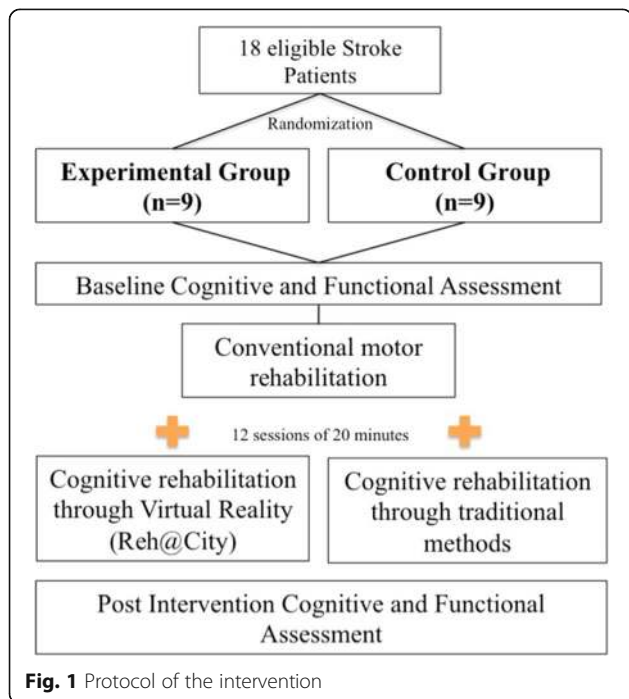 18 eligible Stroke
Patients
Randomization
Experimental Group
(n=9)
Control Group
(n=9)
Baseline Cognitive and Functional Assessment
Conventional motor
rehabilitation
12 sessions of 20 minutes
Cognitive rehabilitation
through Virtual Reality
(Reh@City)
Cognitive rehabilitation
through traditional
methods
Post Intervention Cognitive and Functional
Assessment
Fig. 1 Protocol of the intervention